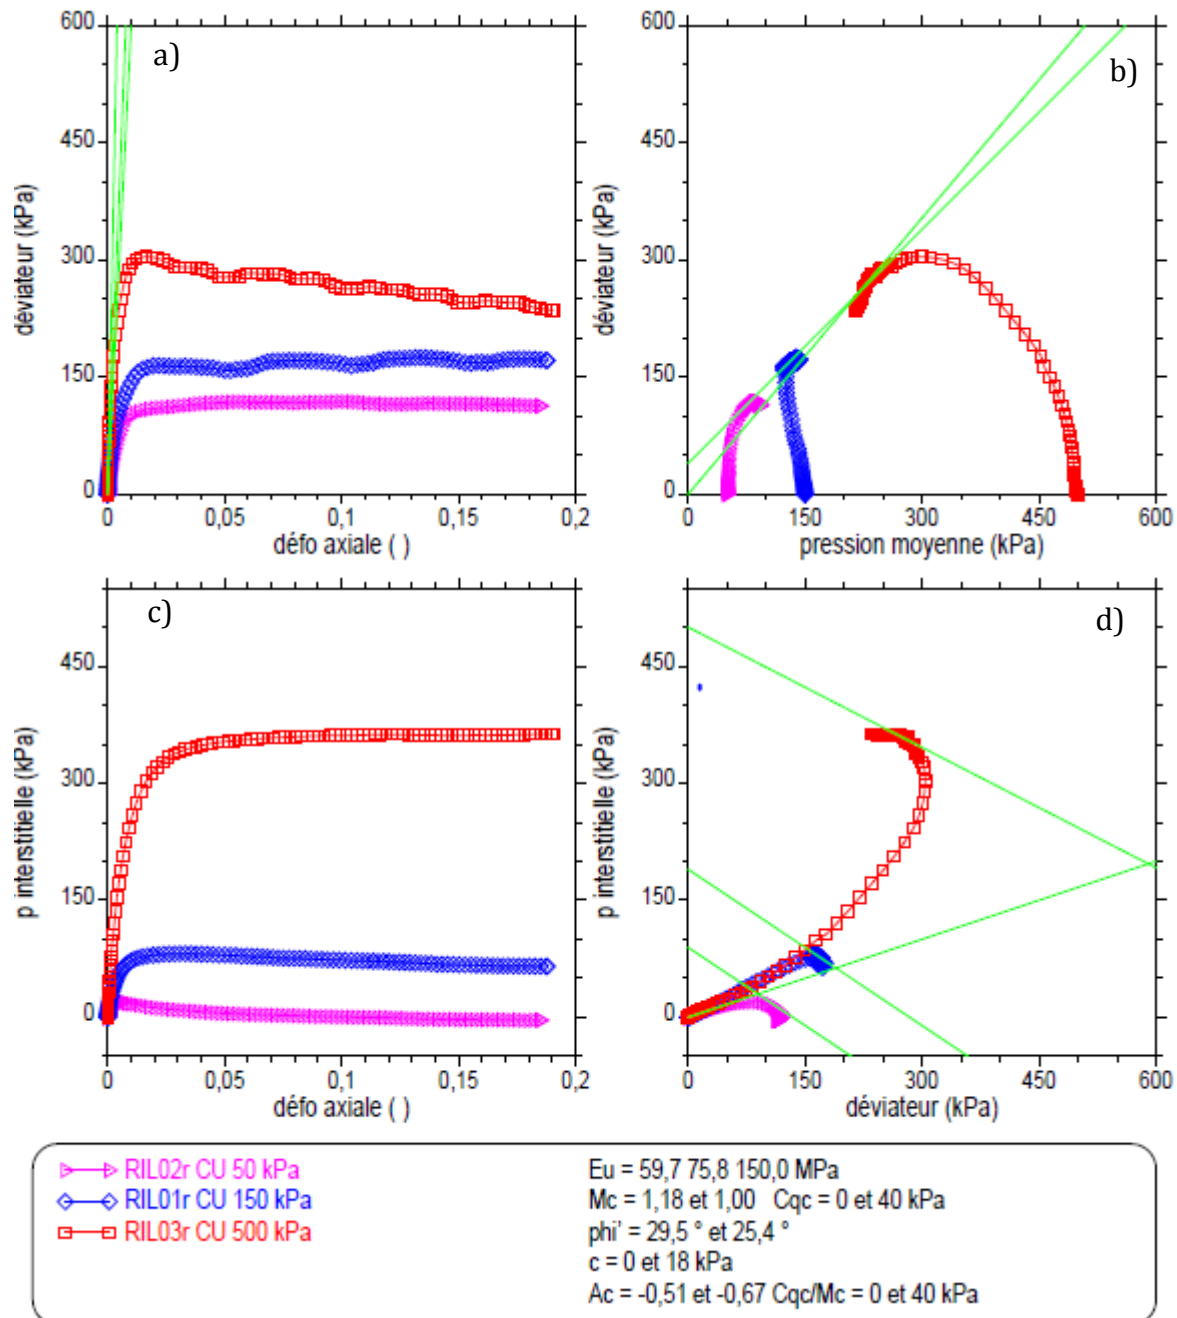 a)
600
450
300
150
0
déviateur (kPa)
0 0,05 0,1 0,15 0,2
défo axiale ( )
b)
600
450
300
150
0
déviateur (kPa)
0 150 300 450 600
pression moyenne (kPa)
c)
450
300
150
0
p interstitielle (kPa)
0 0,05 0,1 0,15 0,2
défo axiale ( )
d)
450
300
150
0
p interstitielle (kPa)
0 150 300 450 600
déviateur (kPa)
RIL02r CU 50 kPa
RIL01r CU 150 kPa
RIL03r CU 500 kPa
Eu = 59,7 75,8 150,0 MPa
Mc = 1,18 et 1,00 Cqc = 0 et 40 kPa
phi' = 29,5 ° et 25,4 °
c = 0 et 18 kPa
Ac = -0,51 et -0,67 Cqc/Mc = 0 et 40 kPa